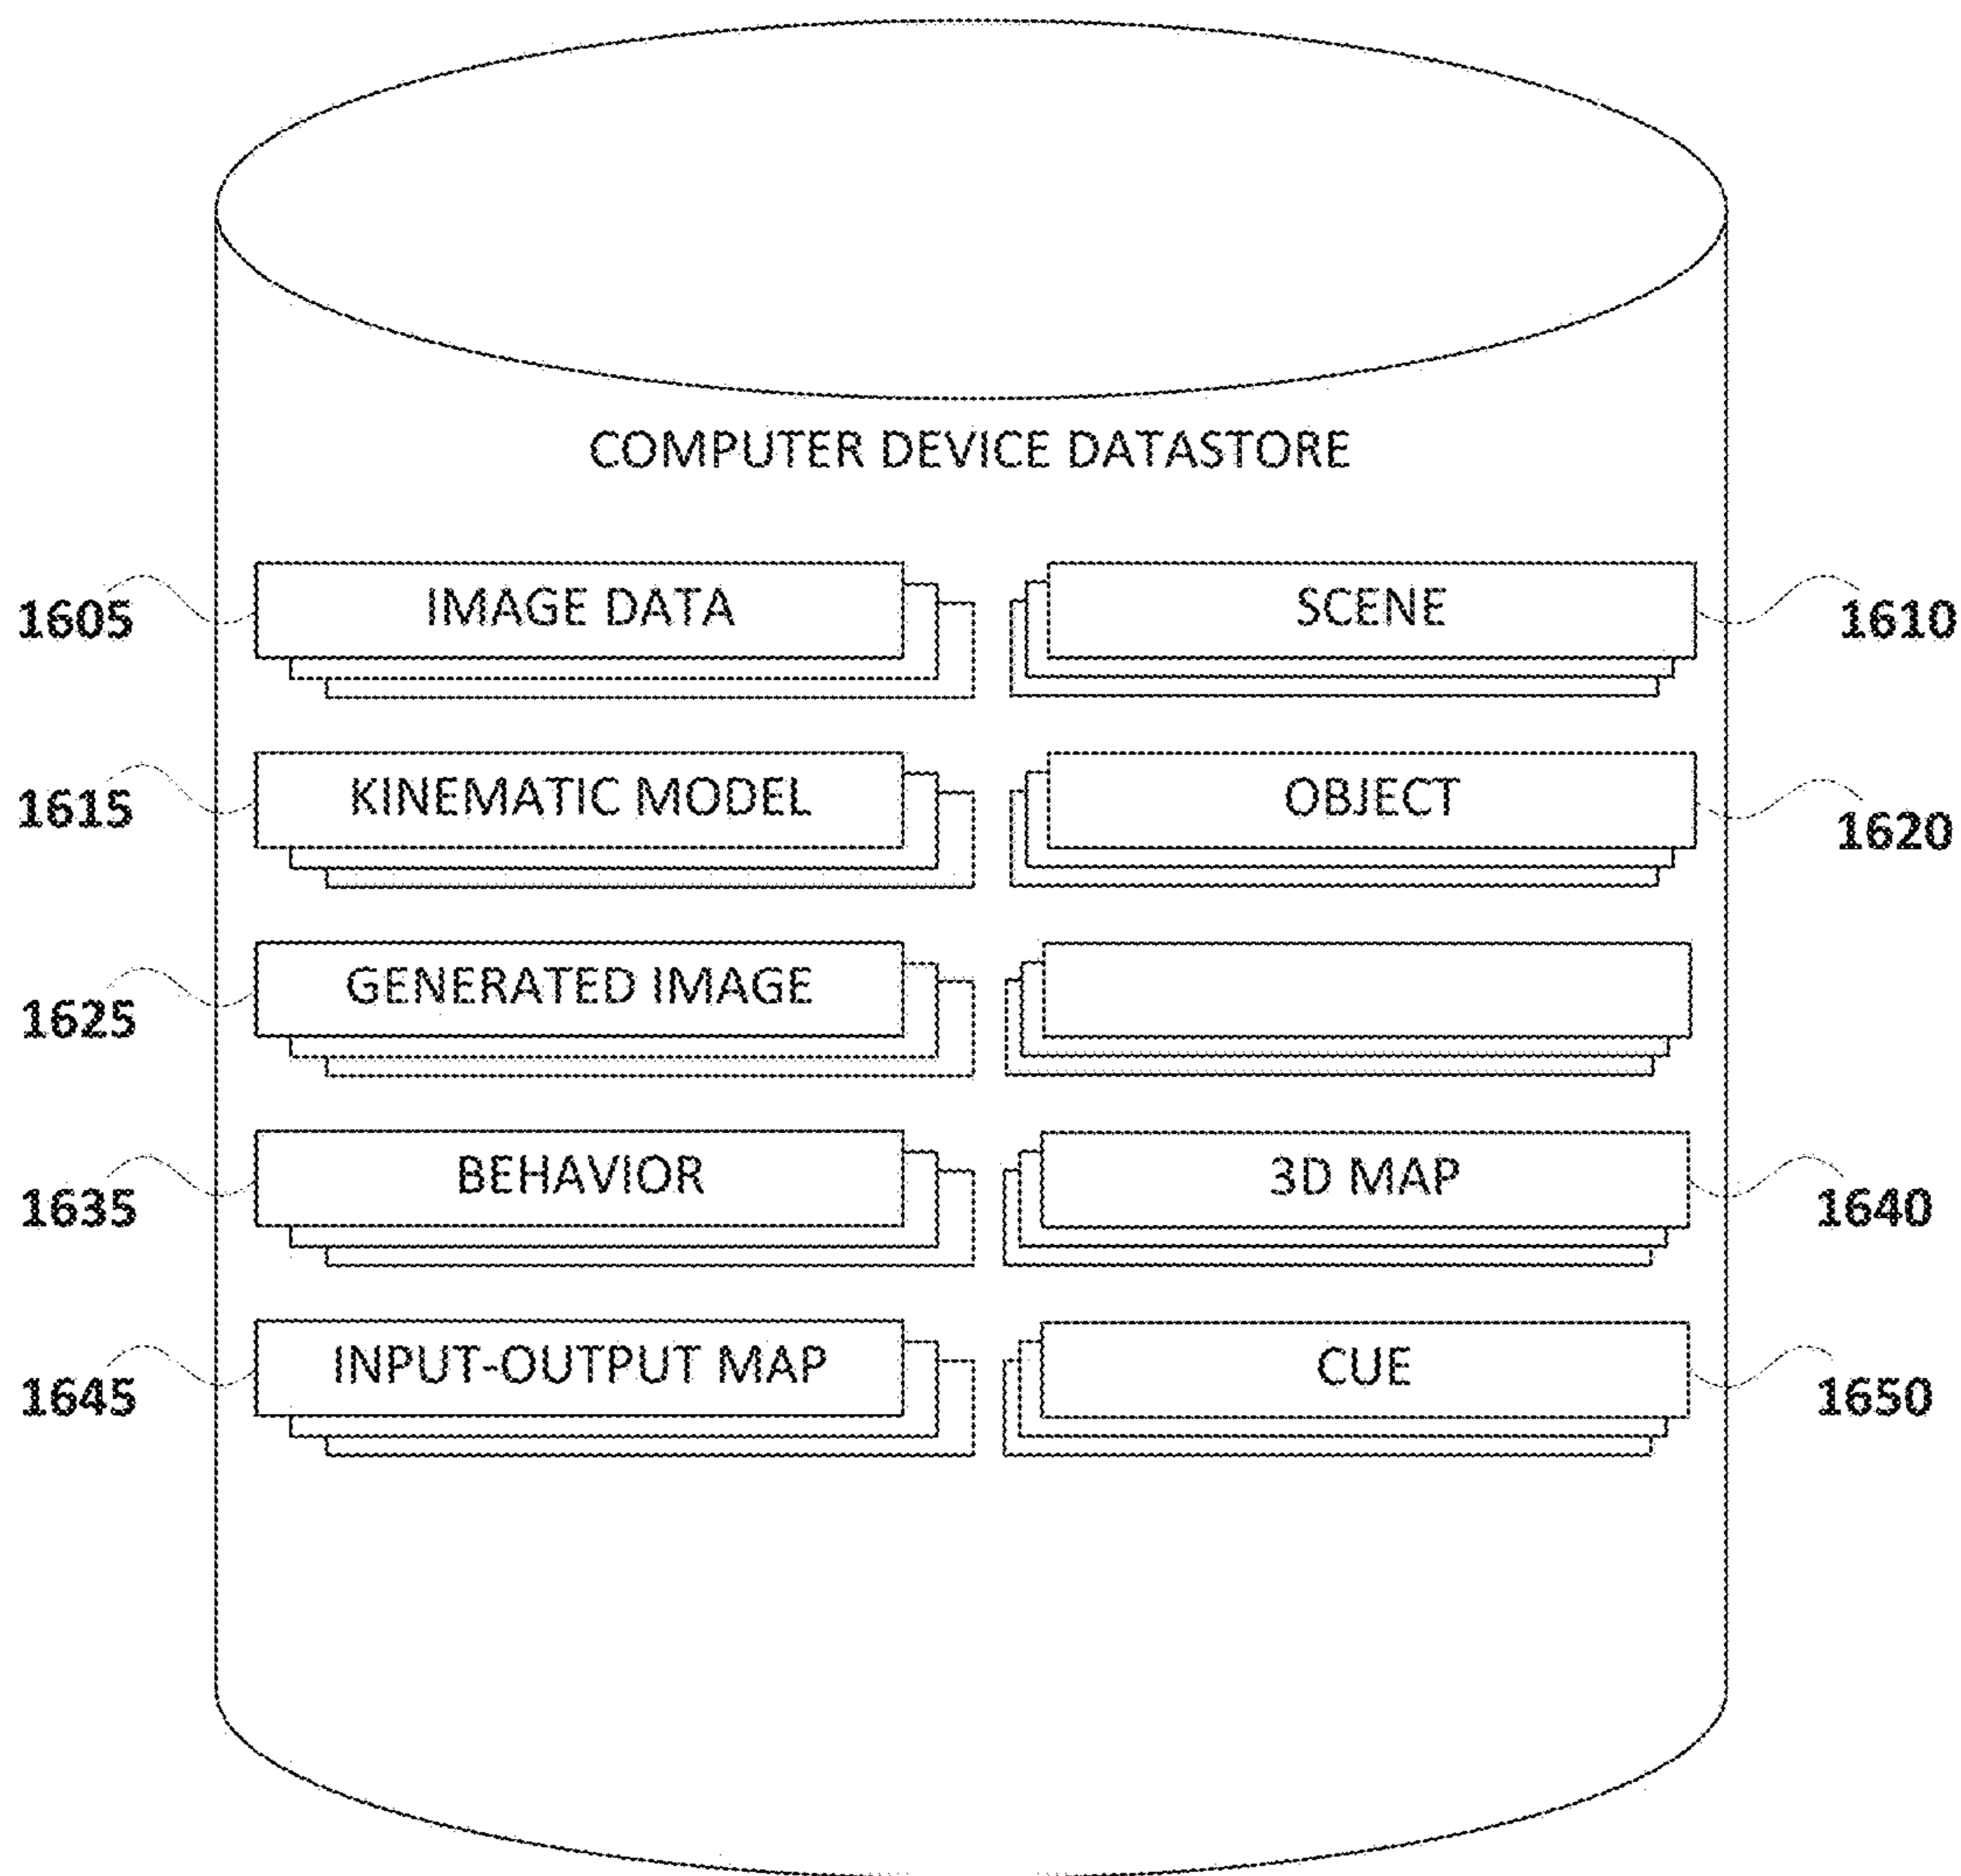 COMPUTER DEVICE DATASTORE
1605 IMAGE DATA SCENE 1610
1615 KINEMATIC MODEL OBJECT 1620
1625 GENERATED IMAGE
1635 BEHAVIOR 3D MAP 1640
1645 INPUT-OUTPUT MAP CUE 1650